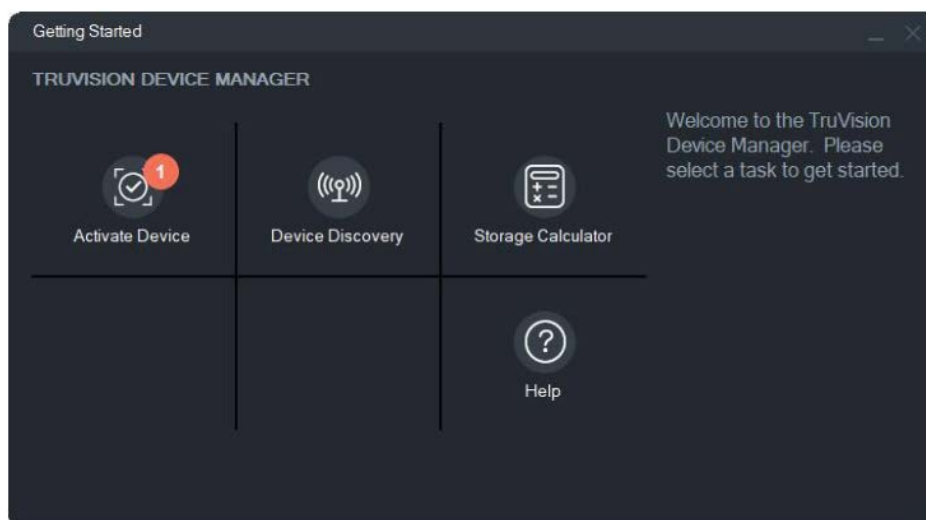 Getting Started
TRUVISION DEVICE MANAGER
Welcome to the TruVision
Device Manager. Please
select a task to get started.
1
Activate Device
Device Discovery
Storage Calculator
Help